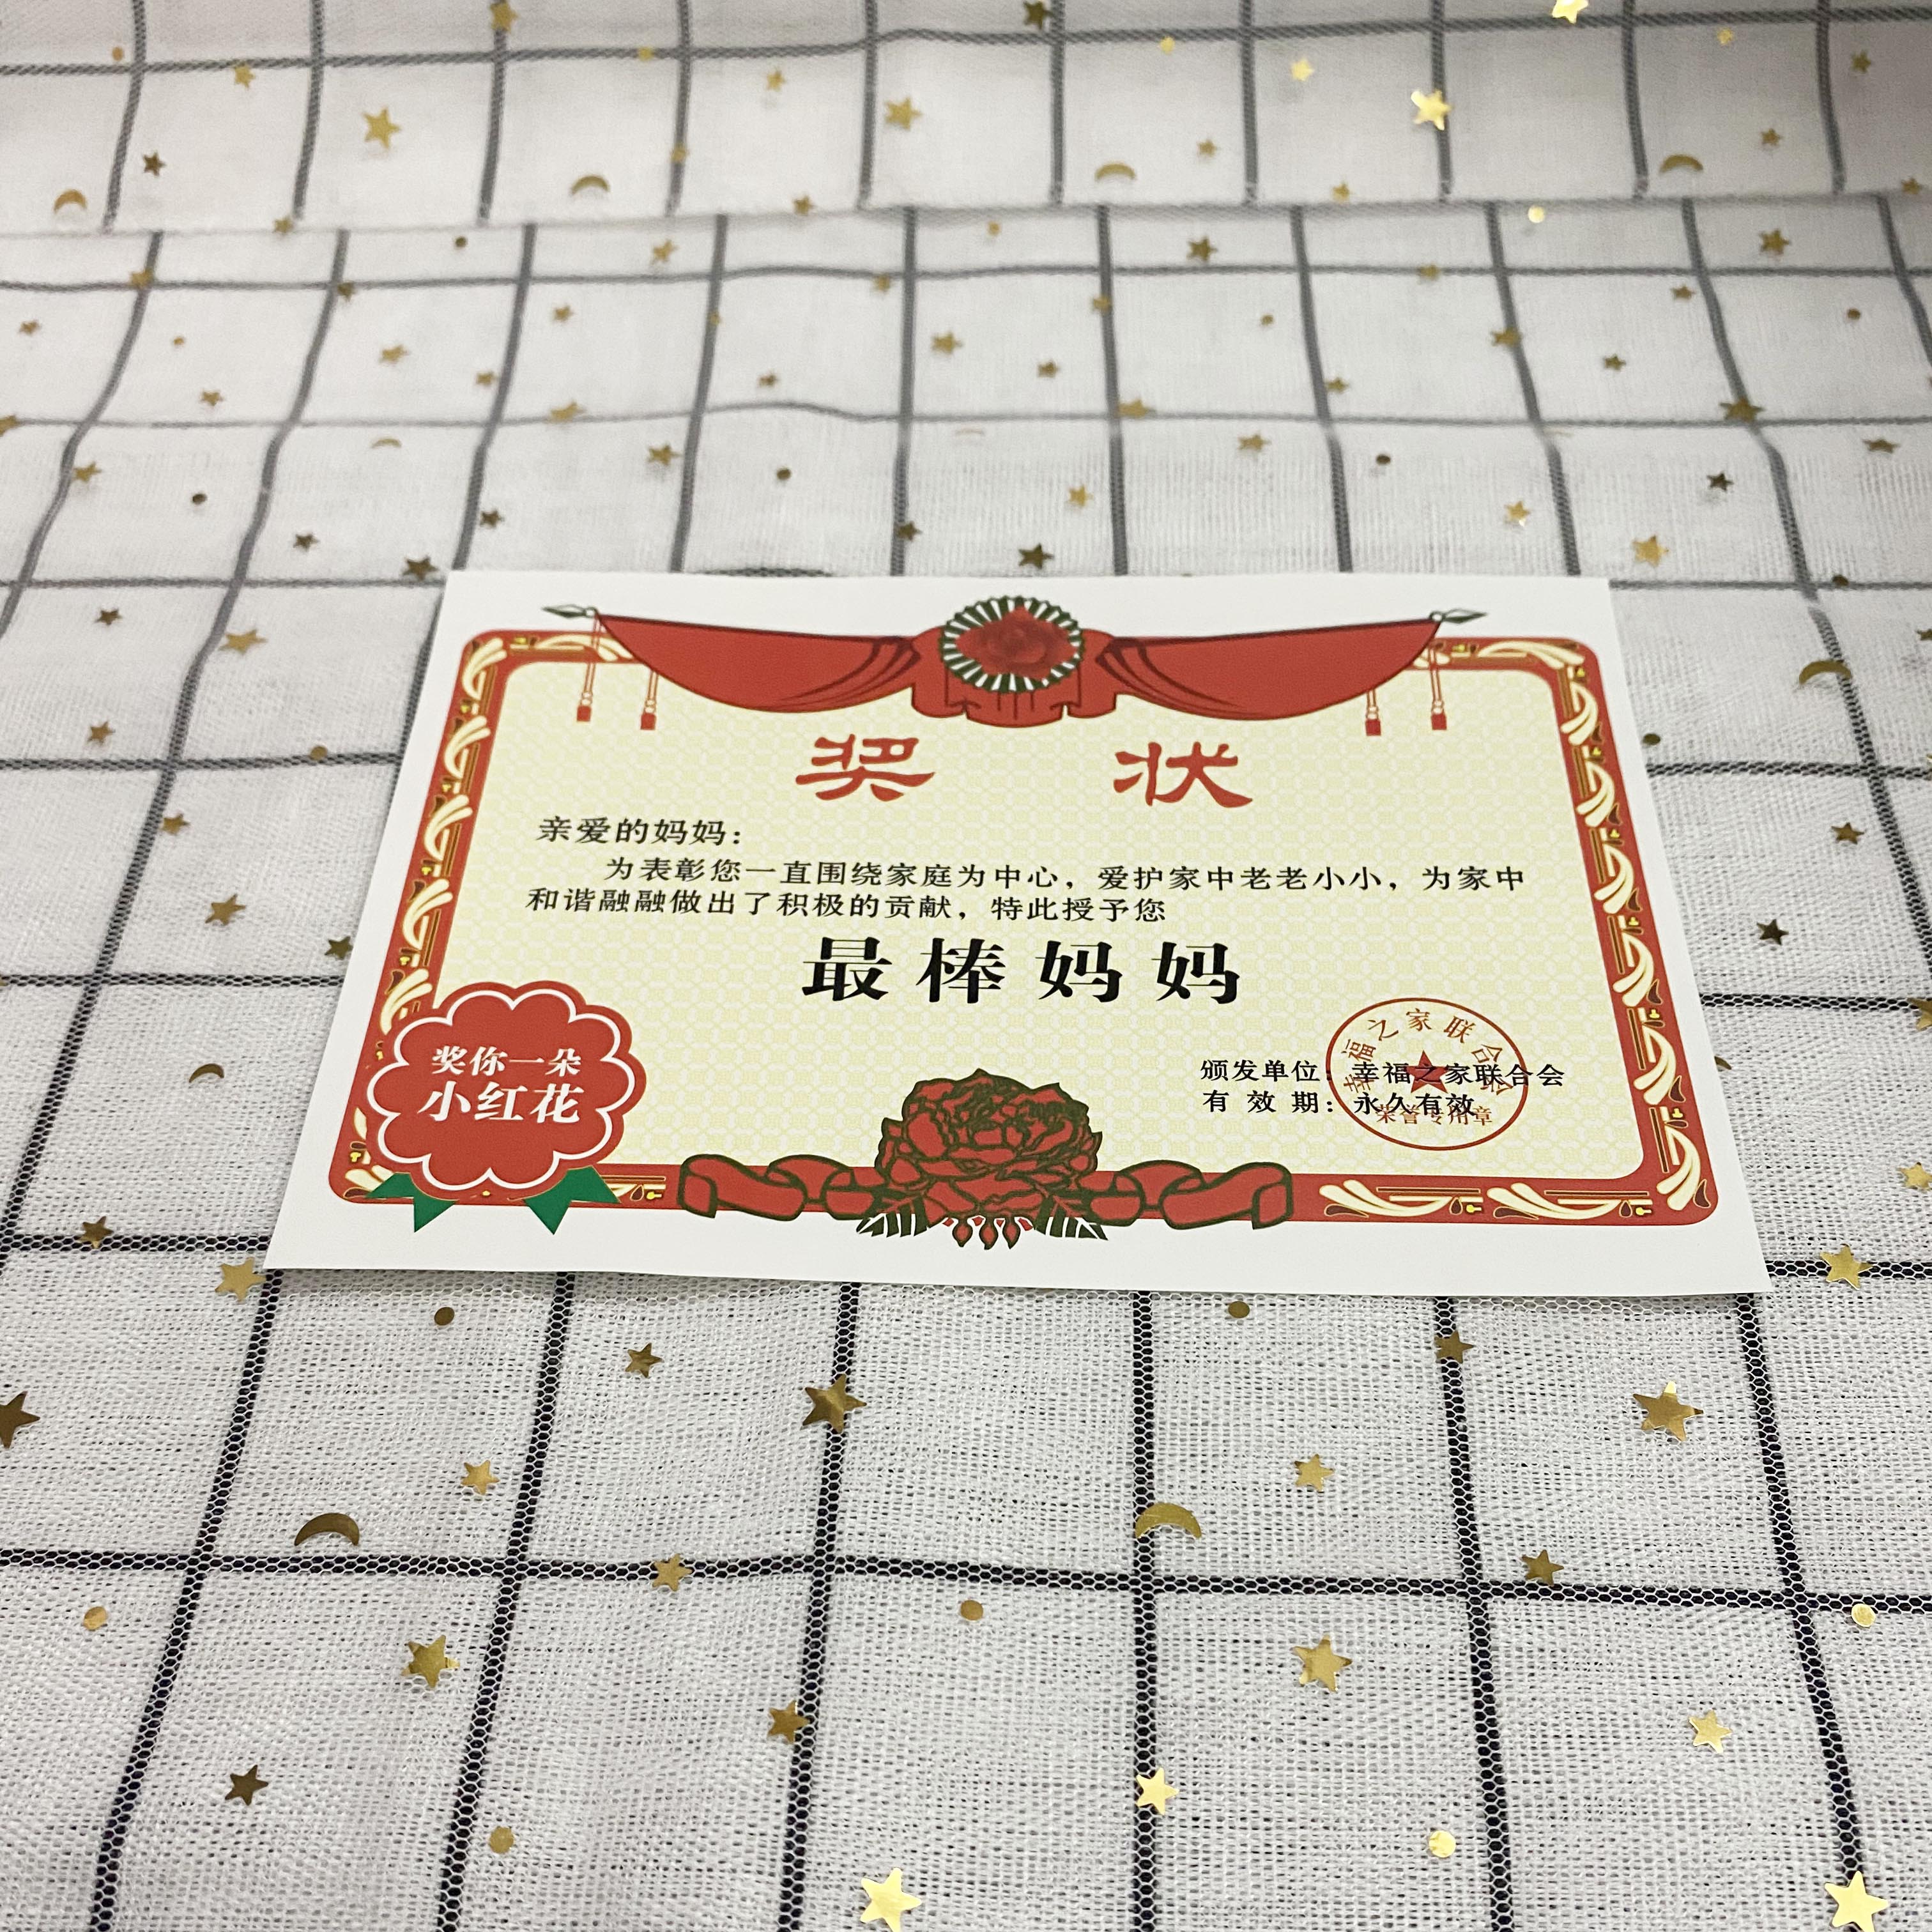 奖 状
亲爱的妈妈：
为表彰您一直围绕家庭为中心，爱护家中老老小小，为家中
和谐融融做出了积极的贡献，特此授予您
最棒妈妈
奖你一朵
小红花
颁发单位：幸福之家联合会
有 效 期：永久有效
幸福之家联合会
荣誉专用章